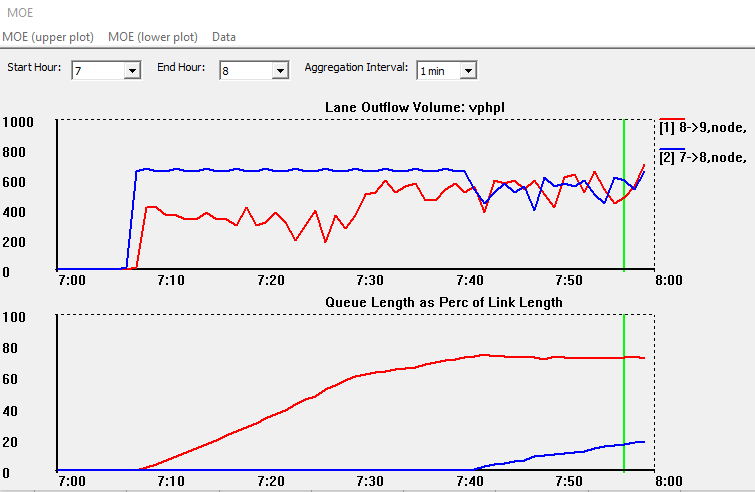 MOE
MOE (upper plot) MOE (lower plot) Data
Start Hour: 7 End Hour: 8 Aggregation Interval: 1 min
Lane Outflow Volume: vphpl
1000
800
600
400
200
0
[1] 8->9,node,
[2] 7->8,node,
7:00 7:10 7:20 7:30 7:40 7:50 8:00
Queue Length as Perc of Link Length
100
80
60
40
20
0
7:00 7:10 7:20 7:30 7:40 7:50 8:00